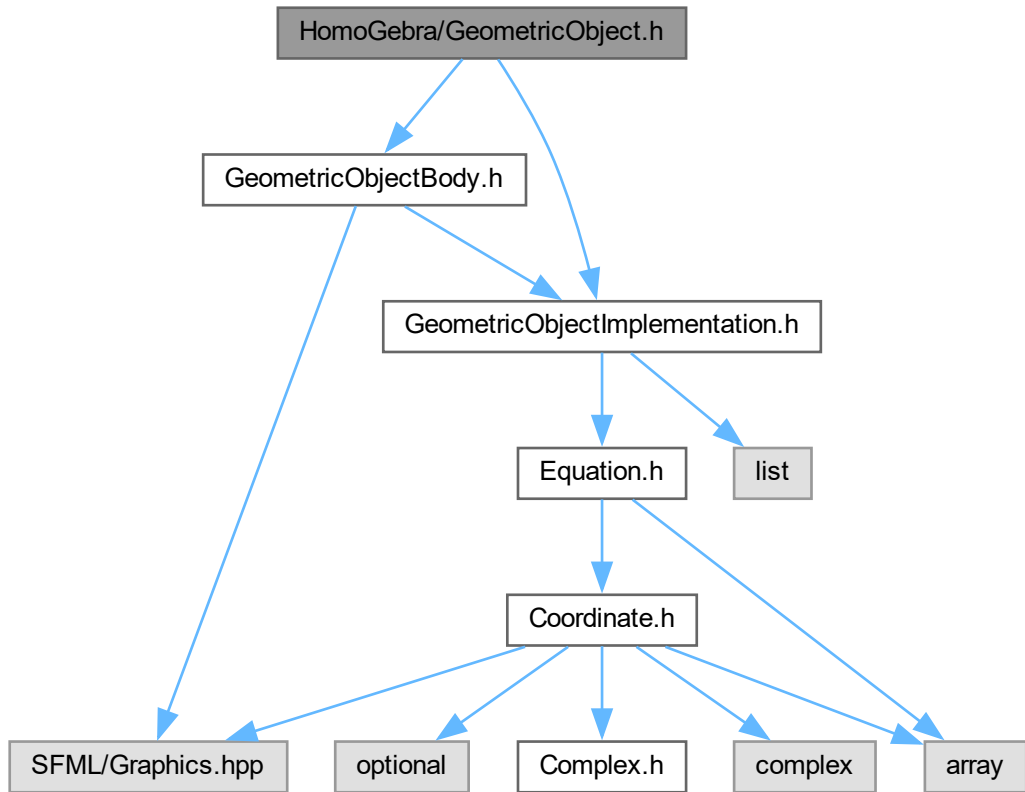 HomoGebra/GeometricObject.h
GeometricObjectBody.h
GeometricObjectImplementation.h
Equation.h
list
Coordinate.h
SFML/Graphics.hpp
optional
Complex.h
complex
array